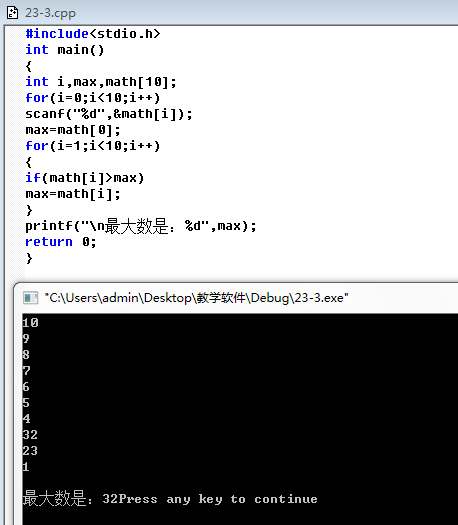 23-3.cpp
#include<stdio.h>
int main()
{
int i,max,math[10];
for(i=0;i<10;i++)
scanf("%d",&math[i]);
max=math[0];
for(i=1;i<10;i++)
{
if(math[i]>max)
max=math[i];
}
printf("\n最大数是：%d",max);
return 0;
}
"C:\Users\admin\Desktop\教学软件\Debug\23-3.exe"
10
9
8
7
6
5
4
32
23
1
最大数是：32Press any key to continue